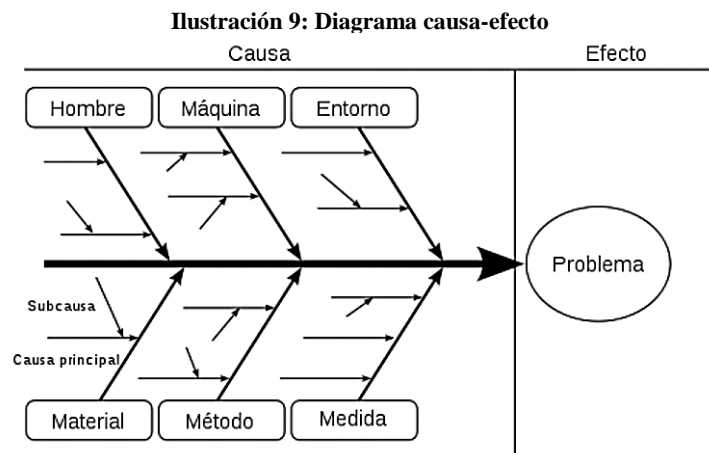 Ilustración 9: Diagrama causa-efecto
Causa
Efecto
Hombre
Máquina
Entorno
Problema
Subcausa
Causa principal
Material
Método
Medida